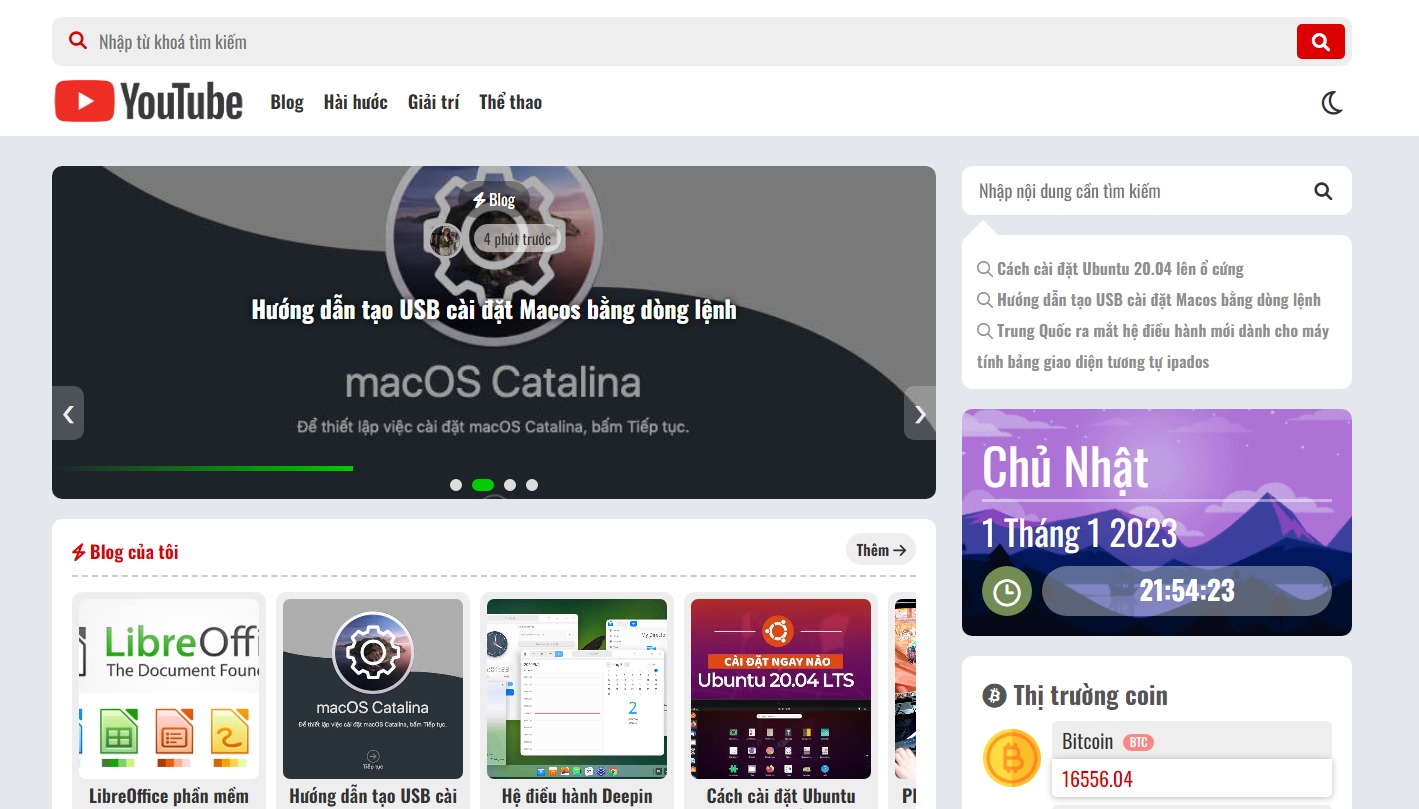 Nhập từ khoá tìm kiếm
YouTube
Blog Hài hước Giải trí Thể thao
Blog
4 phút trước
Hướng dẫn tạo USB cài đặt Macos bằng dòng lệnh
macOS Catalina
Để thiết lập việc cài đặt macOS Catalina, bấm Tiếp tục.
Nhập nội dung cần tìm kiếm
Cách cài đặt Ubuntu 20.04 lên ổ cứng
Hướng dẫn tạo USB cài đặt Macos bằng dòng lệnh
Trung Quốc ra mắt hệ điều hành mới dành cho máy
tính bảng giao diện tương tự ipados
Chủ Nhật
1 Tháng 1 2023
21:54:23
Blog của tôi
Thêm →
LibreOffi
The Document Foun
macOS Catalina
Để thiết lập việc cài đặt macOS Catalina, bấm Tiếp tục.
Tiếp tục
2
CÀI ĐẶT NGAY NÀO
Ubuntu 20.04 LTS
LibreOffice phần mềm
Hướng dẫn tạo USB cài
Hệ điều hành Deepin
Cách cài đặt Ubuntu
Thị trường coin
Bitcoin BTC
16556.04